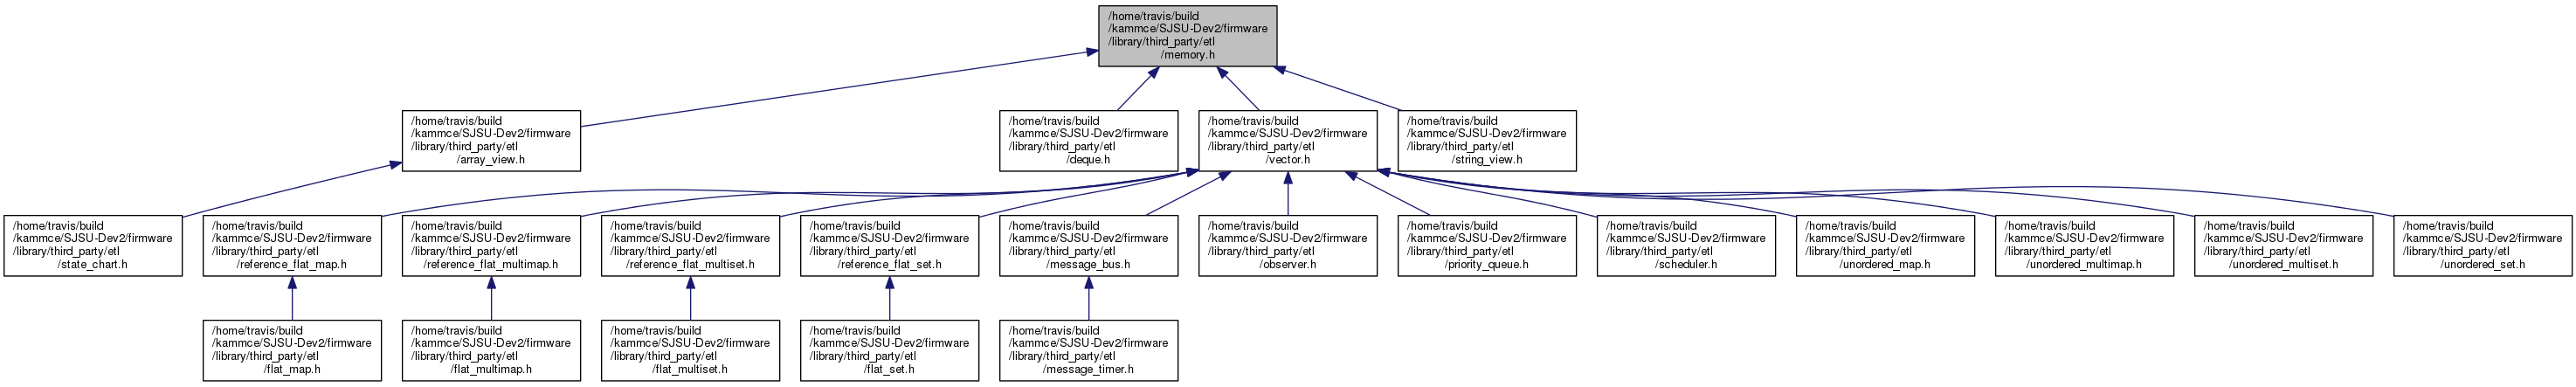 /home/travis/build
/kammce/SJSU-Dev2/firmware
/library/third_party/etl
/memory.h
/home/travis/build
/kammce/SJSU-Dev2/firmware
/library/third_party/etl
/array_view.h
/home/travis/build
/kammce/SJSU-Dev2/firmware
/library/third_party/etl
/deque.h
/home/travis/build
/kammce/SJSU-Dev2/firmware
/library/third_party/etl
/vector.h
/home/travis/build
/kammce/SJSU-Dev2/firmware
/library/third_party/etl
/string_view.h
/home/travis/build
/kammce/SJSU-Dev2/firmware
/library/third_party/etl
/state_chart.h
/home/travis/build
/kammce/SJSU-Dev2/firmware
/library/third_party/etl
/reference_flat_map.h
/home/travis/build
/kammce/SJSU-Dev2/firmware
/library/third_party/etl
/reference_flat_multimap.h
/home/travis/build
/kammce/SJSU-Dev2/firmware
/library/third_party/etl
/reference_flat_multiset.h
/home/travis/build
/kammce/SJSU-Dev2/firmware
/library/third_party/etl
/reference_flat_set.h
/home/travis/build
/kammce/SJSU-Dev2/firmware
/library/third_party/etl
/message_bus.h
/home/travis/build
/kammce/SJSU-Dev2/firmware
/library/third_party/etl
/observer.h
/home/travis/build
/kammce/SJSU-Dev2/firmware
/library/third_party/etl
/priority_queue.h
/home/travis/build
/kammce/SJSU-Dev2/firmware
/library/third_party/etl
/scheduler.h
/home/travis/build
/kammce/SJSU-Dev2/firmware
/library/third_party/etl
/unordered_map.h
/home/travis/build
/kammce/SJSU-Dev2/firmware
/library/third_party/etl
/unordered_multimap.h
/home/travis/build
/kammce/SJSU-Dev2/firmware
/library/third_party/etl
/unordered_multiset.h
/home/travis/build
/kammce/SJSU-Dev2/firmware
/library/third_party/etl
/unordered_set.h
/home/travis/build
/kammce/SJSU-Dev2/firmware
/library/third_party/etl
/flat_map.h
/home/travis/build
/kammce/SJSU-Dev2/firmware
/library/third_party/etl
/flat_multimap.h
/home/travis/build
/kammce/SJSU-Dev2/firmware
/library/third_party/etl
/flat_multiset.h
/home/travis/build
/kammce/SJSU-Dev2/firmware
/library/third_party/etl
/flat_set.h
/home/travis/build
/kammce/SJSU-Dev2/firmware
/library/third_party/etl
/message_timer.h